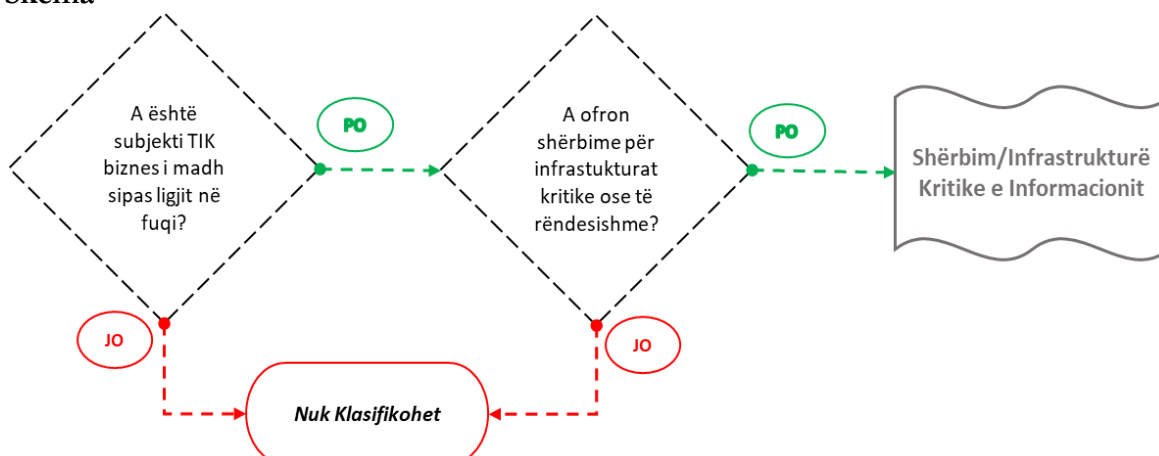 A është
subjekti TIK
biznes i madh
sipas ligjit në
fuqi?
PO
A ofron
shërbime për
infrastukturat
kritike ose të
rëndesishme?
PO
Shërbim/Infrastrukturë
Kritike e Informacionit
JO
JO
Nuk Klasifikohet